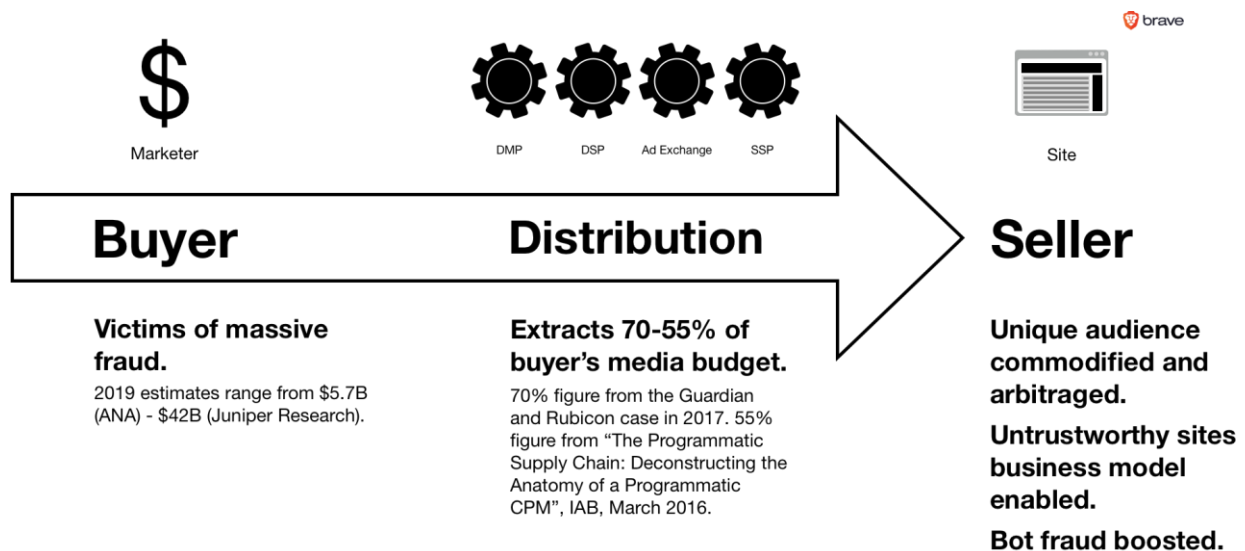 brave
$
Marketer
DMP
DSP
Ad Exchange
SSP
Site
Buyer
Distribution
Seller
Victims of massive
fraud.
2019 estimates range from $5.7B
(ANA) - $42B (Juniper Research).
Extracts 70-55% of
buyer’s media budget.
70% figure from the Guardian
and Rubicon case in 2017. 55%
figure from “The Programmatic
Supply Chain: Deconstructing the
Anatomy of a Programmatic
CPM”, IAB, March 2016.
Unique audience
commodified and
arbitraged.
Untrustworthy sites
business model
enabled.
Bot fraud boosted.